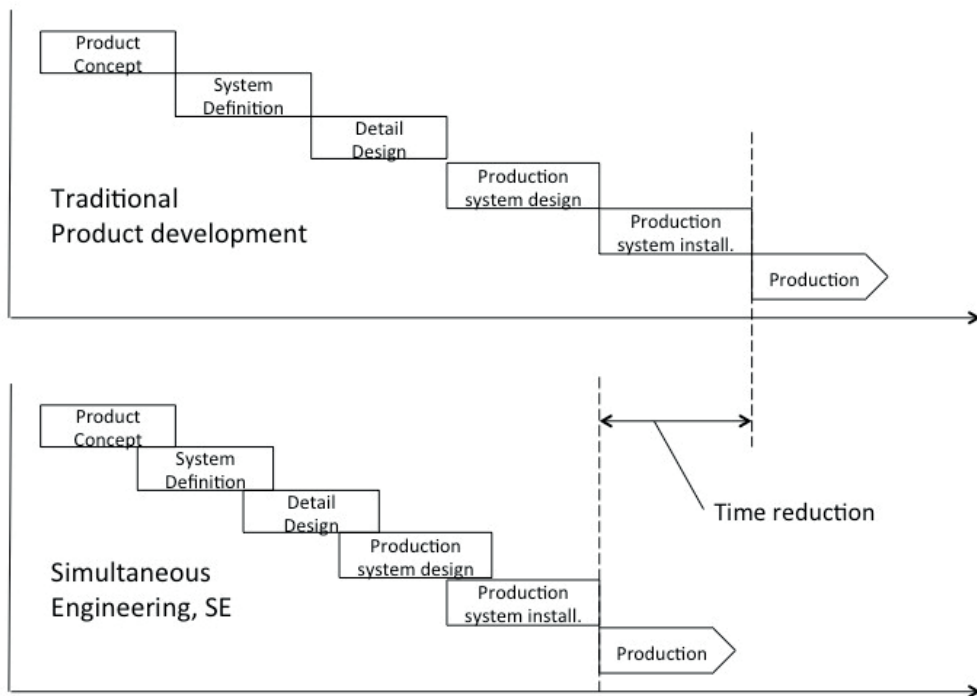 Product
Concept
System
Definition
Detail
Design
Production
system design
Production
system install.
Production
Traditional
Product development
Product
Concept
System
Definition
Detail
Design
Production
system design
Production
system install.
Production
Time reduction
Simultaneous
Engineering, SE